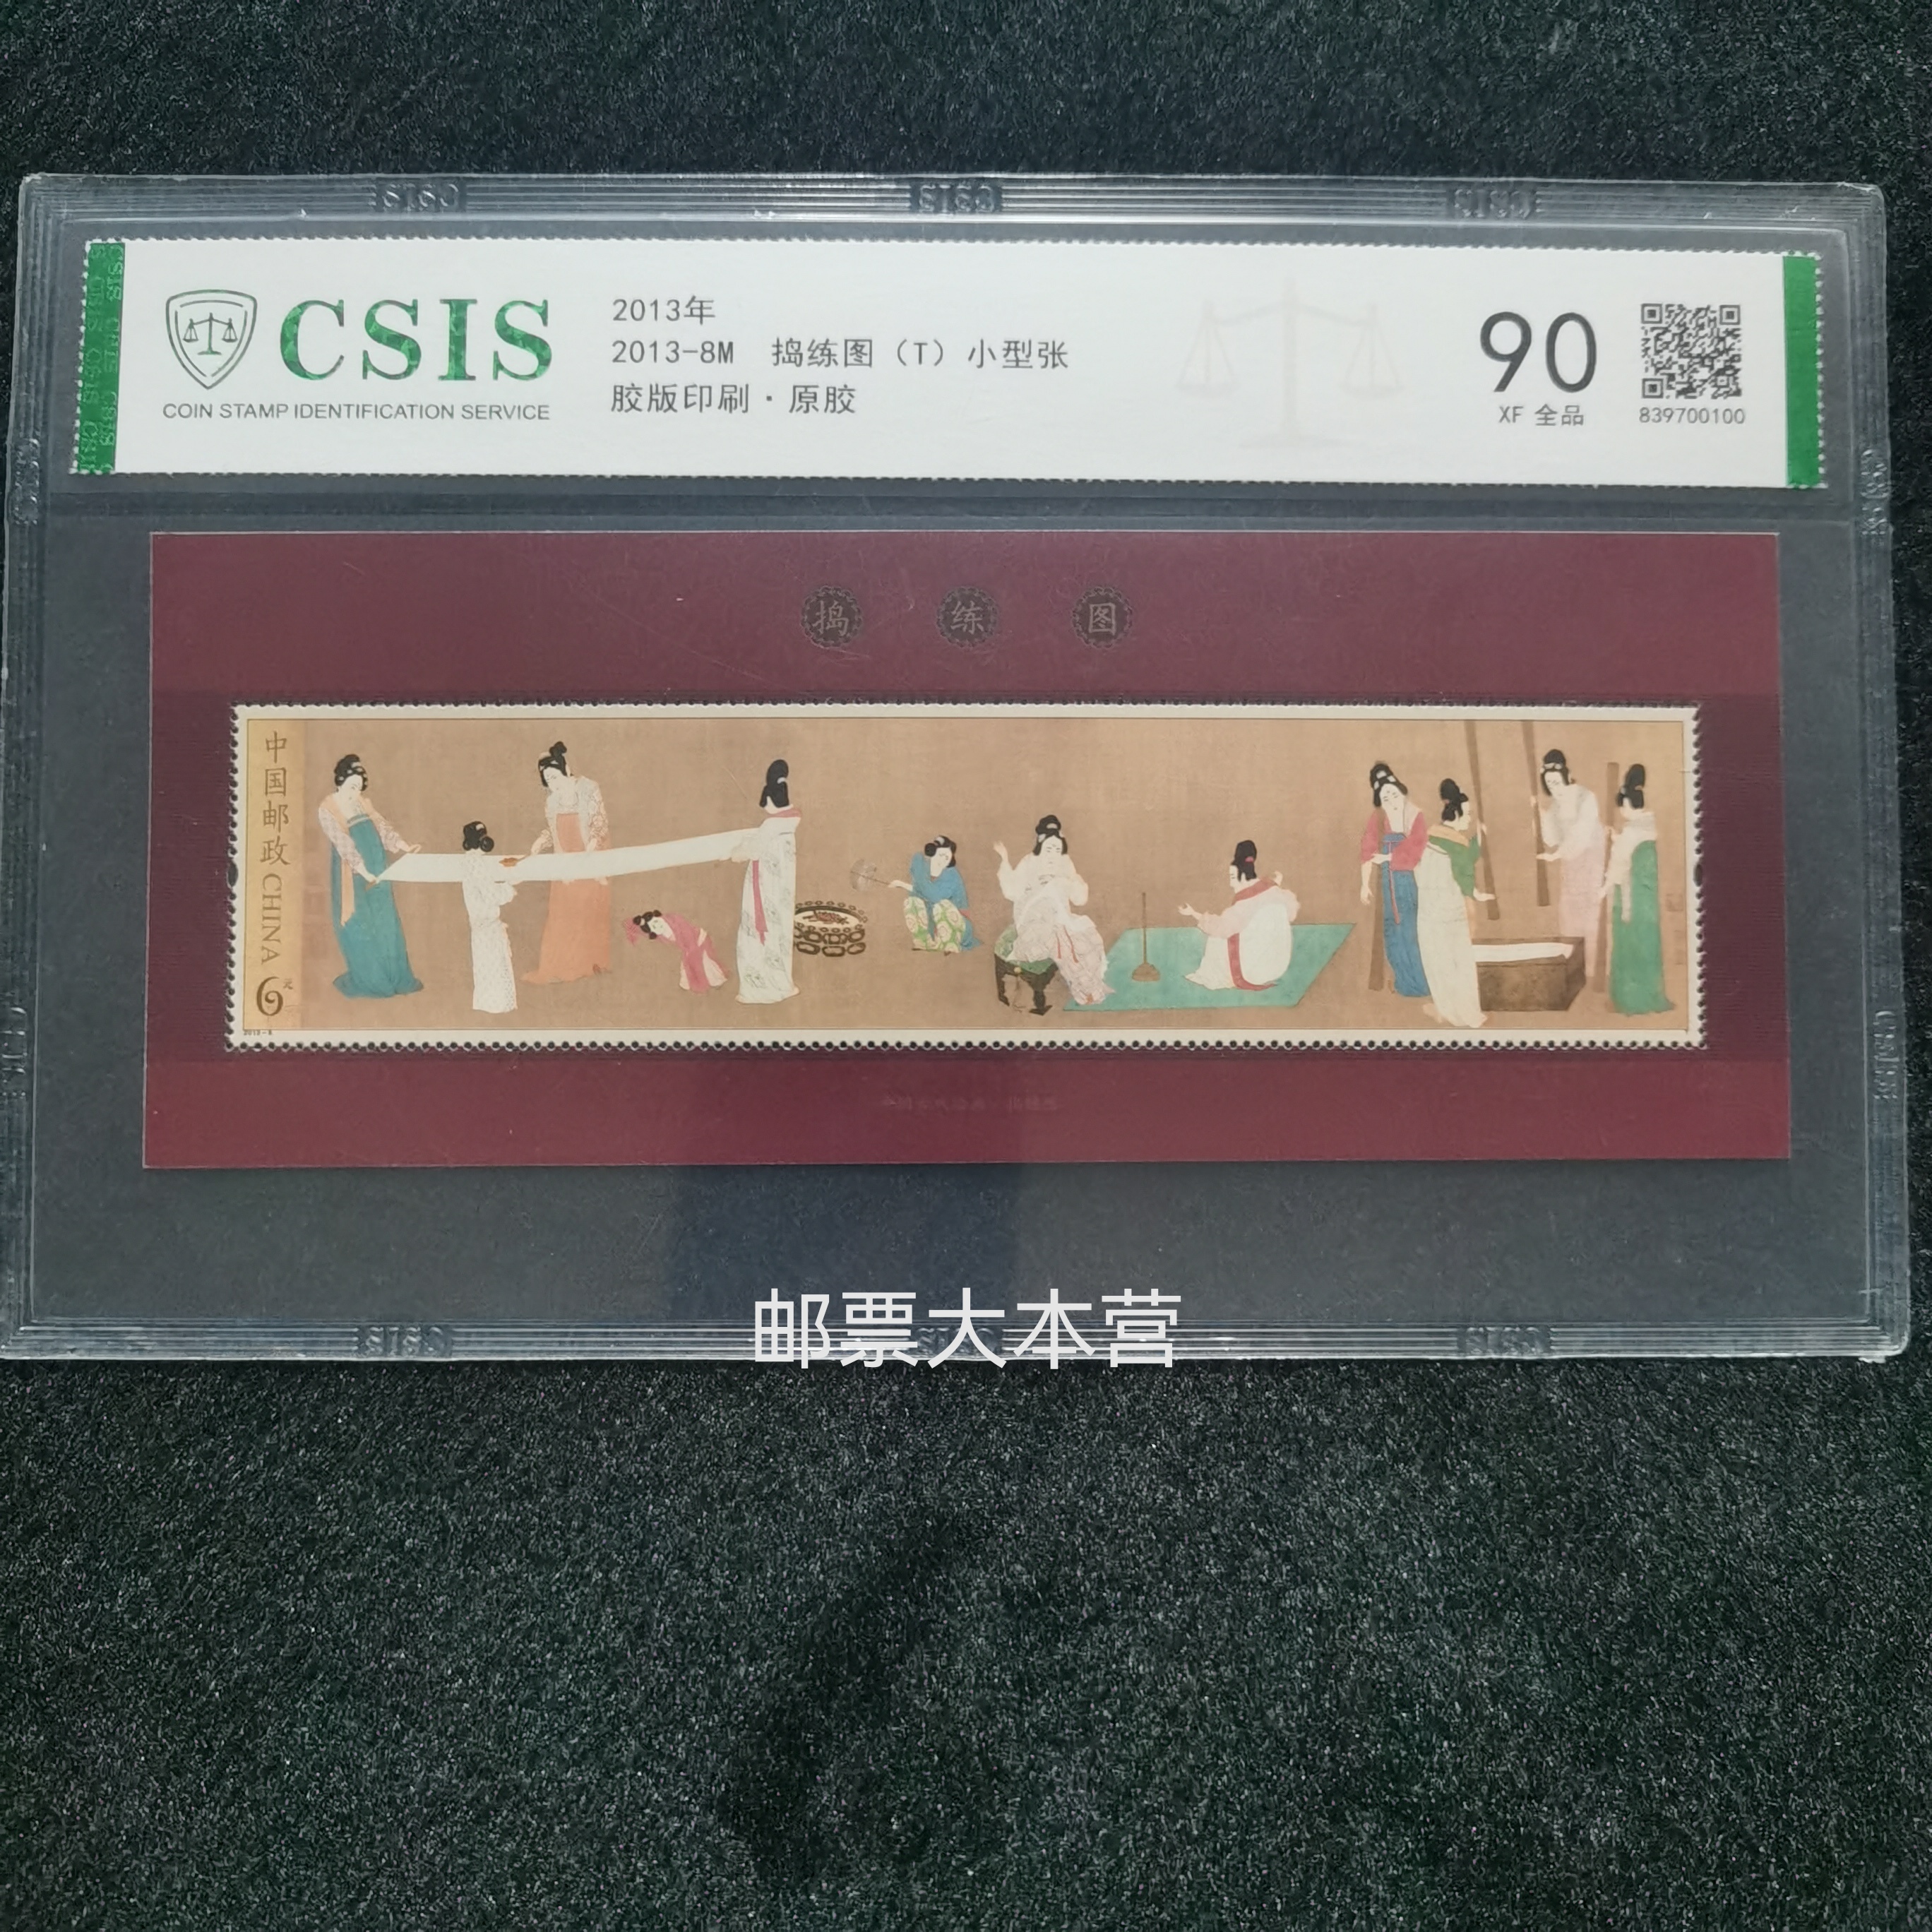 CSIS
COIN STAMP IDENTIFICATION SERVICE
2013年
2013-8M 捣练图（T）小型张
胶版印刷·原胶
90
XF 全品
839700100
捣 练 图
中国邮政 CHINA
6元
2013-8
邮票大本营